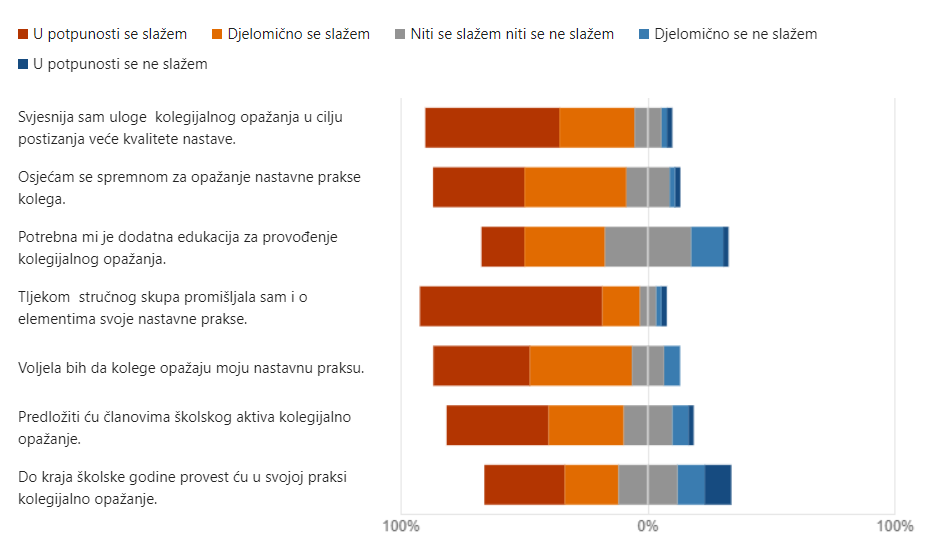 U potpunosti se slažem Djelomično se slažem Niti se slažem niti se ne slažem Djelomično se ne slažem
U potpunosti se ne slažem
Svjesnija sam uloge kolegijalnog opažanja u cilju
postizanja veće kvalitete nastave.
Osjećam se spremnom za opažanje nastavne prakse
kolega.
Potrebna mi je dodatna edukacija za provođenje
kolegijalnog opažanja.
TIjekom stručnog skupa promišljala sam i o
elementima svoje nastavne prakse.
Voljela bih da kolege opažaju moju nastavnu praksu.
Predložiti ću članovima školskog aktiva kolegijalno
opažanje.
Do kraja školske godine provest ću u svojoj praksi
kolegijalno opažanje.
100% 0% 100%